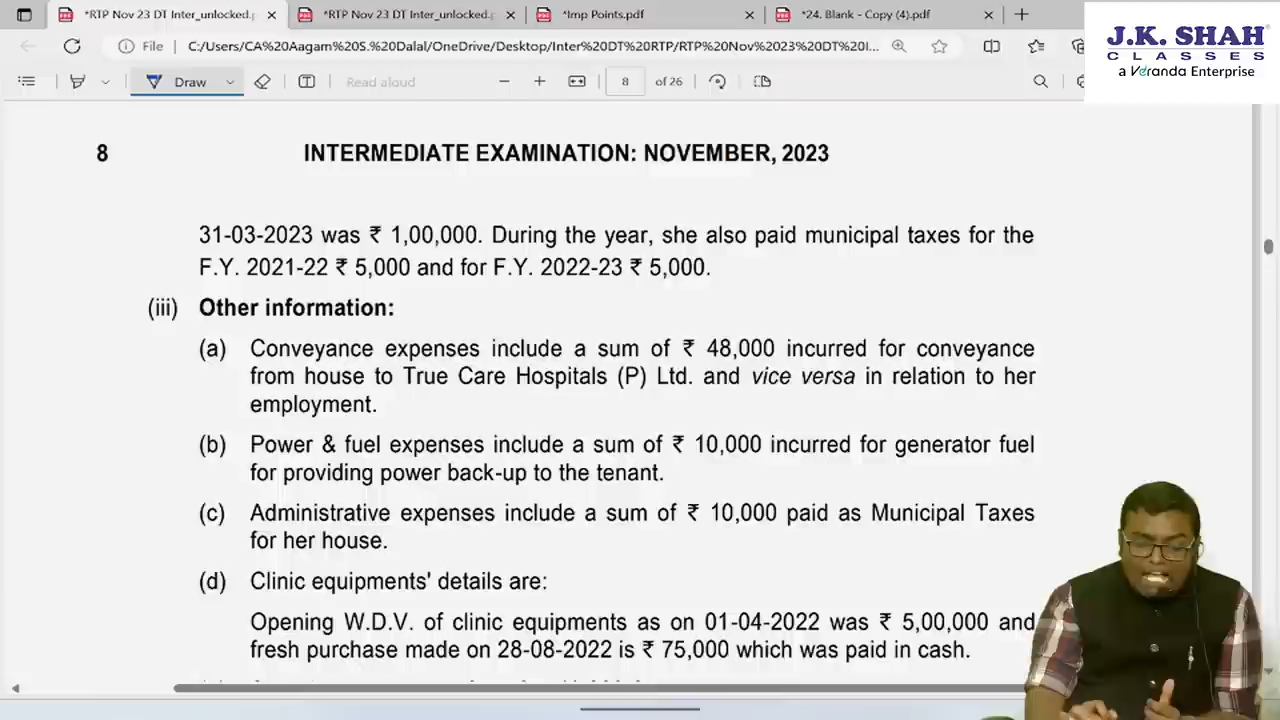 *RTP Nov 23 DT Inter_unlocked.p
*RTP Nov 23 DT Inter_unlocked.p
*Imp Points.pdf
*24. Blank - Copy (4).pdf
File
C:/Users/CA%20Aagam%20S.%20Dalal/OneDrive/Desktop/Inter%20DT%20RTP/RTP%20Nov%202023%20DT%20I...
J.K. SHAH
CLASSES
a Veranda Enterprise
Draw
Read aloud
8
of 26
8
INTERMEDIATE EXAMINATION: NOVEMBER, 2023
31-03-2023 was ₹ 1,00,000. During the year, she also paid municipal taxes for the
F.Y. 2021-22 ₹ 5,000 and for F.Y. 2022-23 ₹ 5,000.
(iii) Other information:
(a) Conveyance expenses include a sum of ₹ 48,000 incurred for conveyance
from house to True Care Hospitals (P) Ltd. and vice versa in relation to her
employment.
(b) Power & fuel expenses include a sum of ₹ 10,000 incurred for generator fuel
for providing power back-up to the tenant.
(c) Administrative expenses include a sum of ₹ 10,000 paid as Municipal Taxes
for her house.
(d) Clinic equipments' details are:
Opening W.D.V. of clinic equipments as on 01-04-2022 was ₹ 5,00,000 and
fresh purchase made on 28-08-2022 is ₹ 75,000 which was paid in cash.